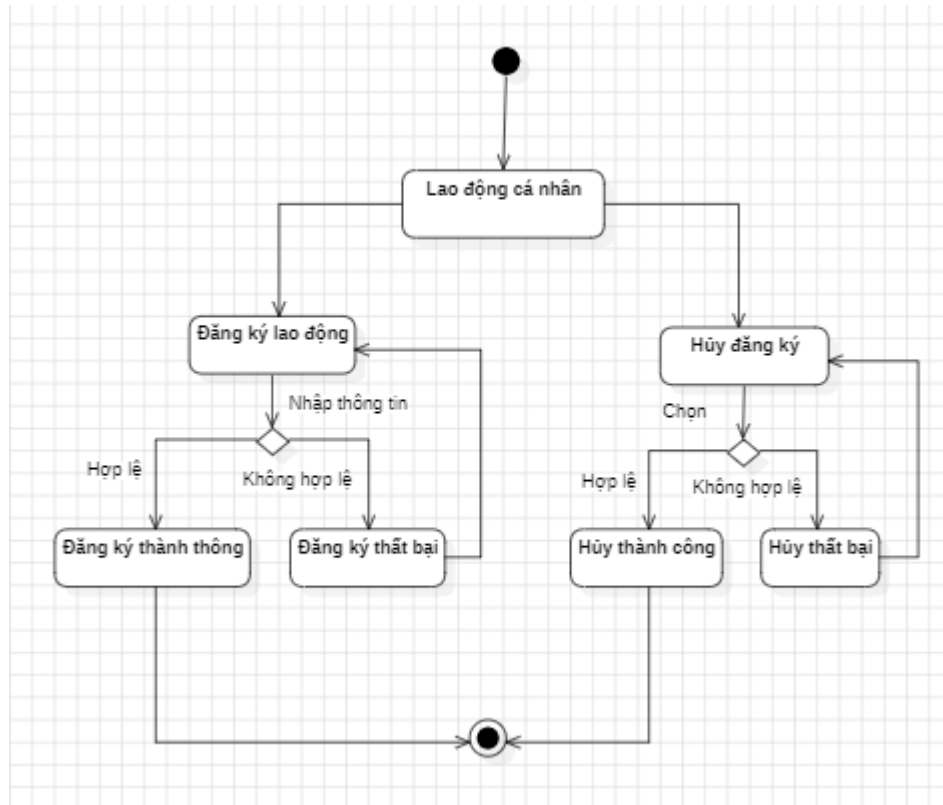 Lao động cá nhân
Đăng ký lao động
Hủy đăng ký
Nhập thông tin
Chọn
Hợp lệ
Không hợp lệ
Hợp lệ
Không hợp lệ
Đăng ký thành thông
Đăng ký thất bại
Hủy thành công
Hủy thất bại